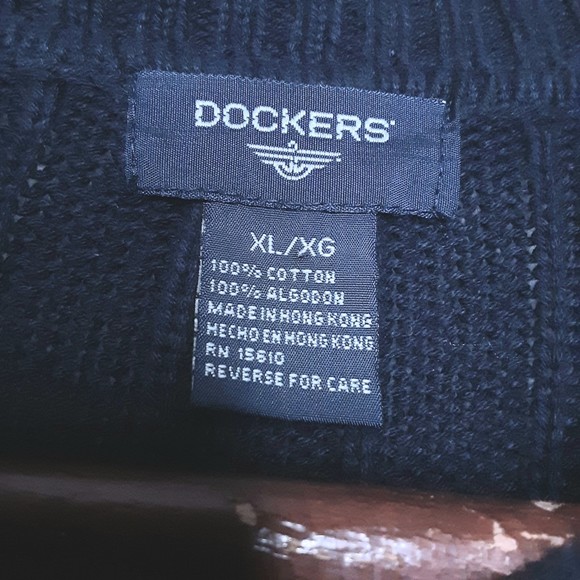 DOCKERS®
XL/XG
100% COTTON
100% ALGODON
MADE IN HONG KONG
HECHO EN HONG KONG
RN 15610
REVERSE FOR CARE